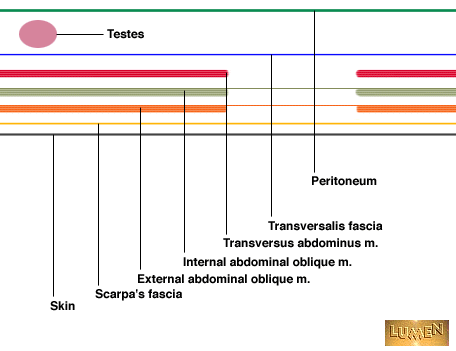 Testes
Peritoneum
Transversalis fascia
Transversus abdominus m.
Internal abdominal oblique m.
External abdominal oblique m.
Scarpa's fascia
Skin
LUMEN